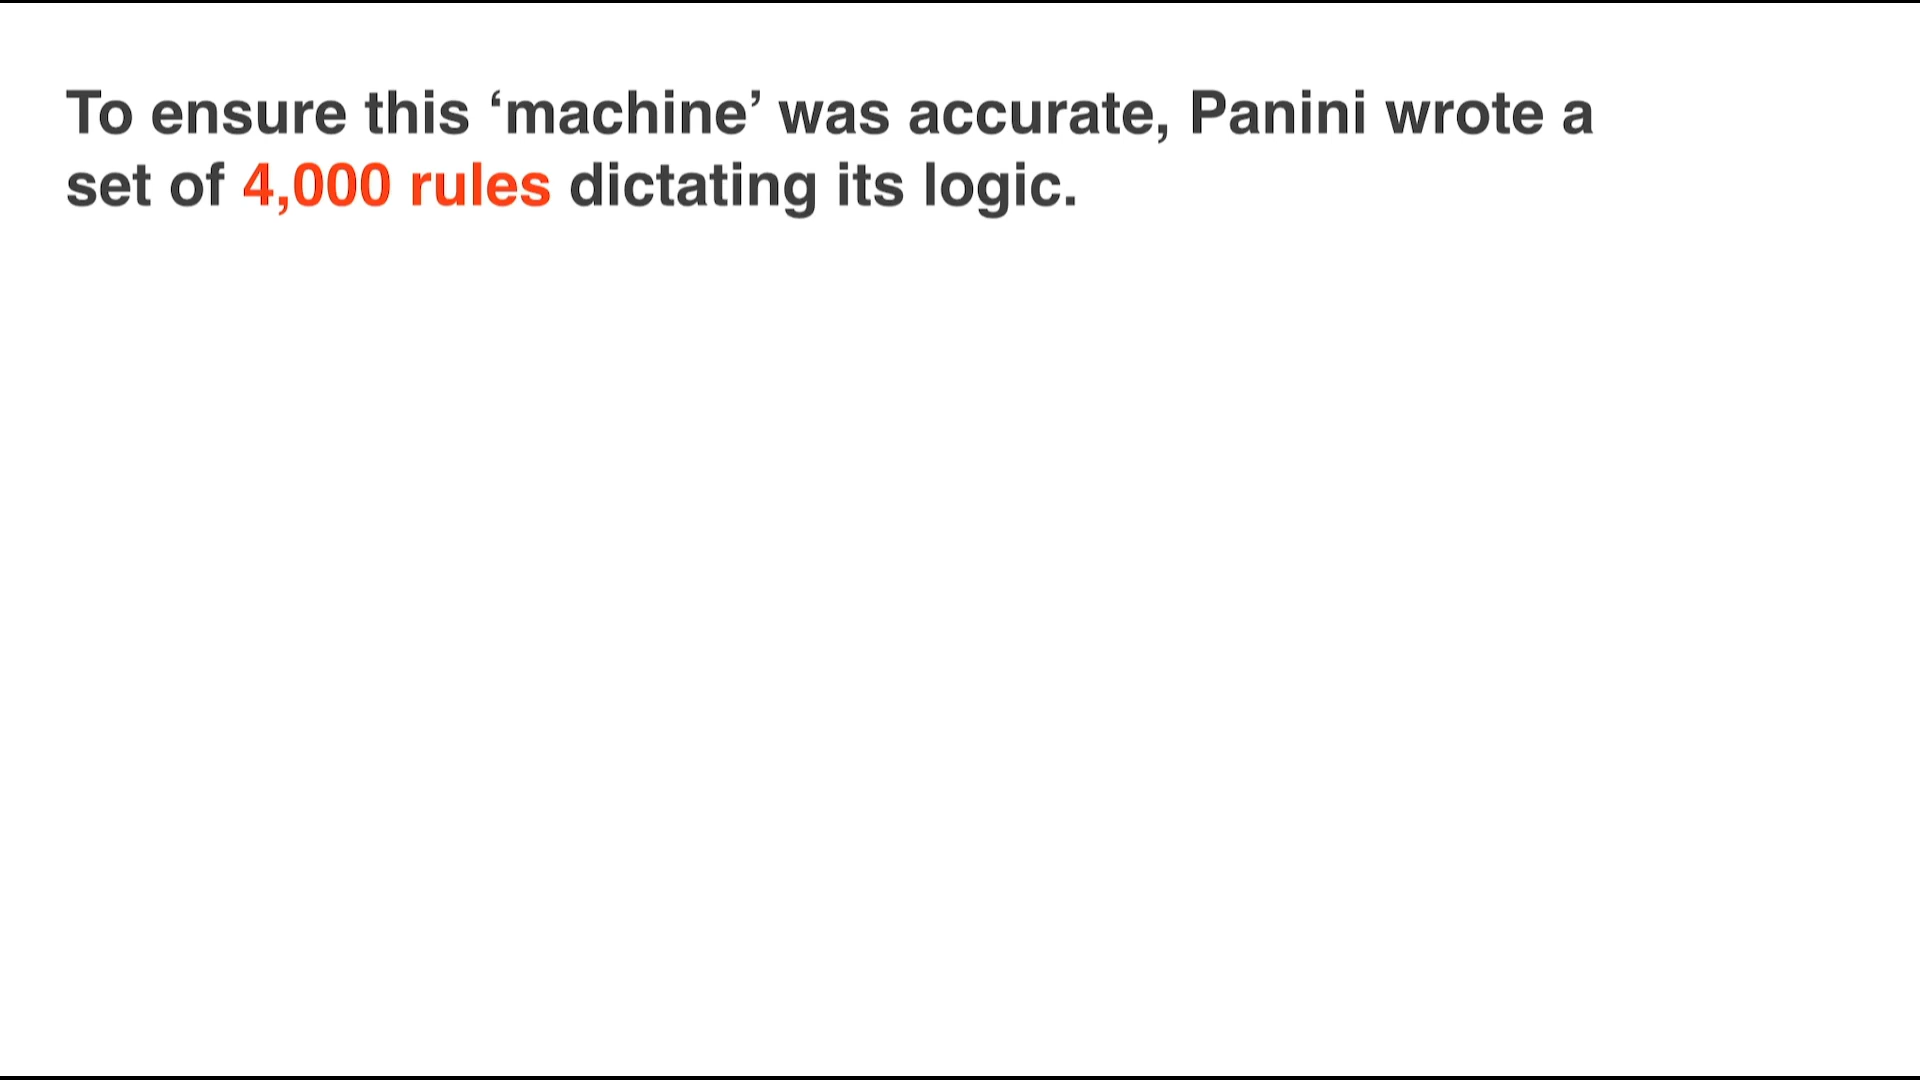 To ensure this ‘machine’ was accurate, Panini wrote a
set of 4,000 rules dictating its logic.